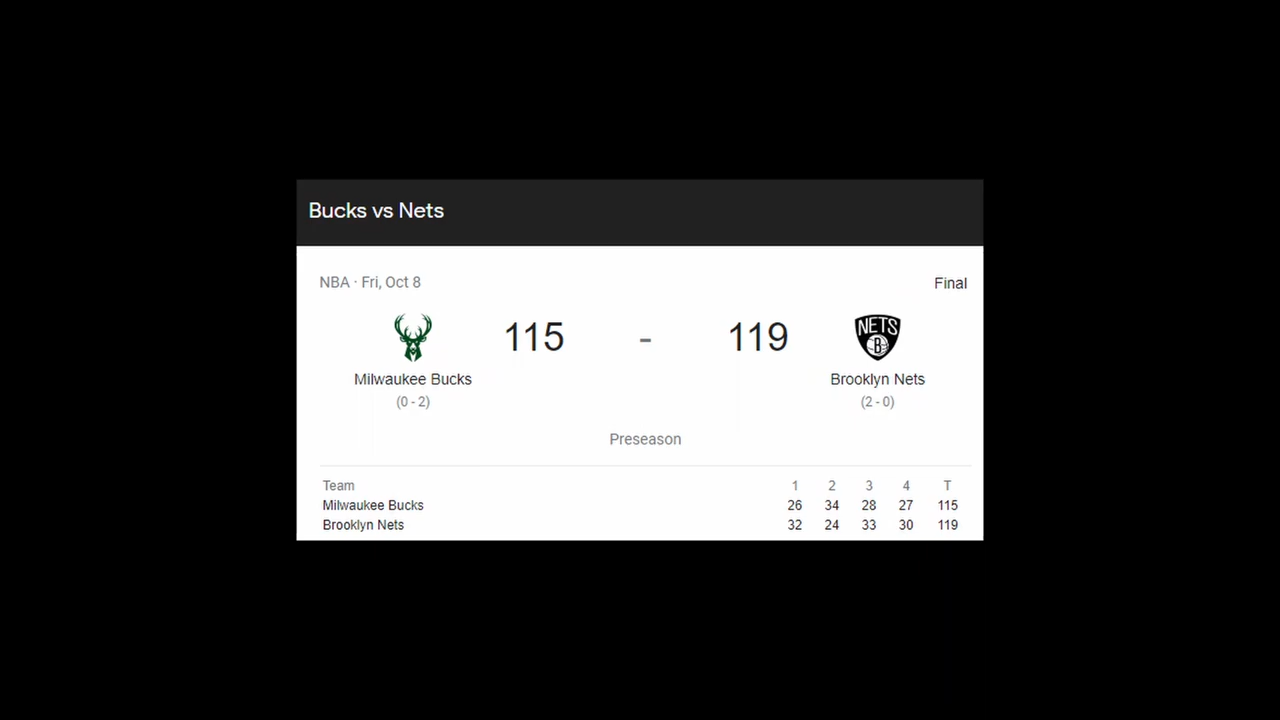 Bucks vs Nets
NBA · Fri, Oct 8 Final
115 - 119
NETS
B
Milwaukee Bucks Brooklyn Nets
(0 - 2) (2 - 0)
Preseason
Team 1 2 3 4 T
Milwaukee Bucks 26 34 28 27 115
Brooklyn Nets 32 24 33 30 119